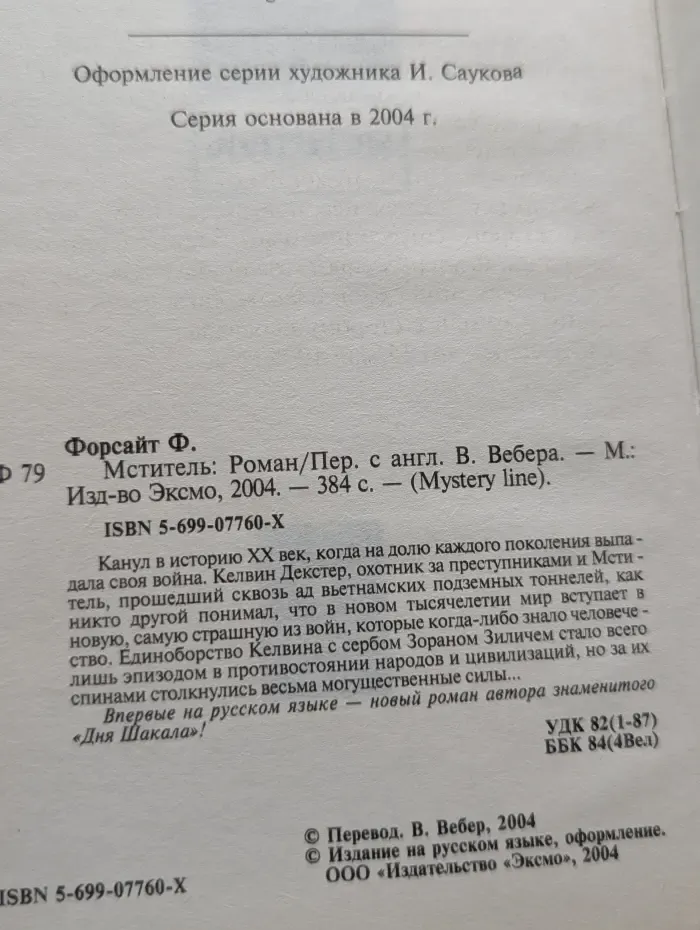 Оформление серии художника И. Саукова
Серия основана в 2004 г.
Форсайт Ф.
Ф 79
Мститель: Роман/Пер. с англ. В. Вебера. — М.:
Изд-во Эксмо, 2004. — 384 с. — (Mystery line).
ISBN 5-699-07760-X
Канул в историю XX век, когда на долю каждого поколения выпа-
дала своя война. Келвин Декстер, охотник за преступниками и Мсти-
тель, прошедший сквозь ад вьетнамских подземных тоннелей, как
никто другой понимал, что в новом тысячелетии мир вступает в
новую, самую страшную из войн, которые когда-либо знало человече-
ство. Единоборство Келвина с сербом Зораном Зиличем стало всего
лишь эпизодом в противостоянии народов и цивилизаций, но за их
спинами столкнулись весьма могущественные силы...
Впервые на русском языке — новый роман автора знаменитого
«Дня Шакала»!
УДК 82(1-87)
ББК 84(4Вел)
© Перевод. В. Вебер, 2004
© Издание на русском языке, оформление.
ООО «Издательство «Эксмо», 2004
ISBN 5-699-07760-X